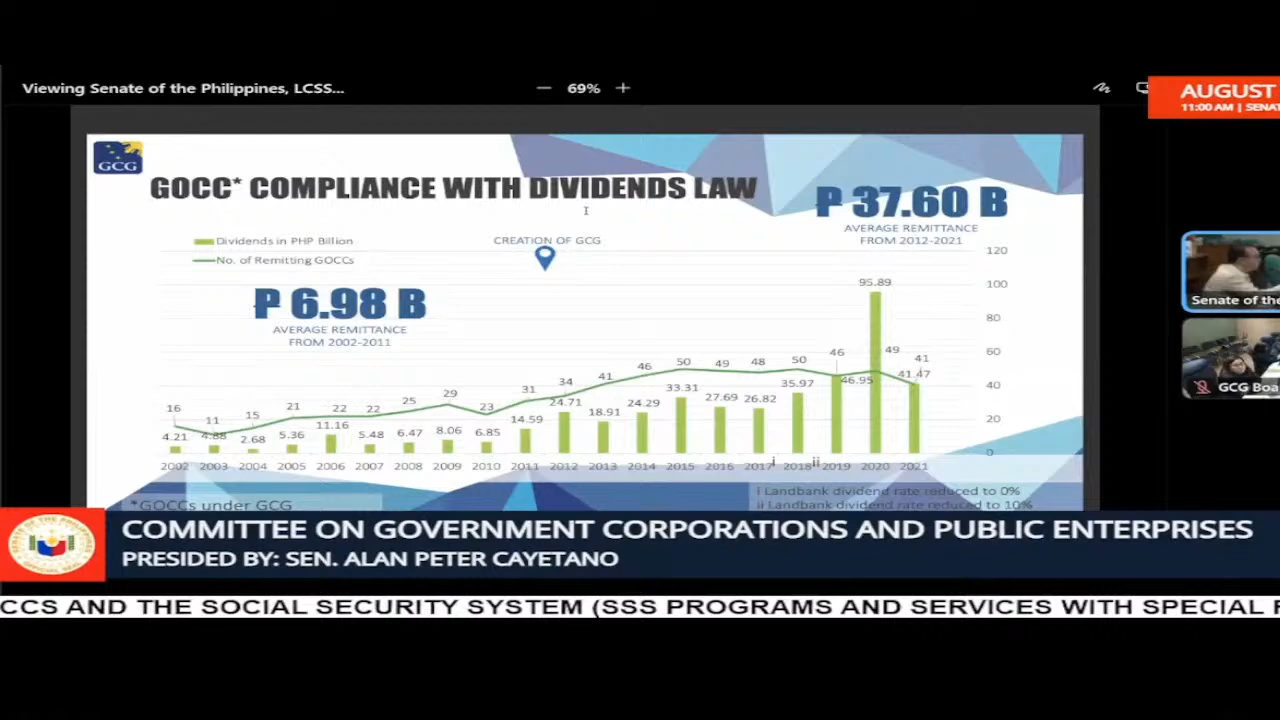 Viewing Senate of the Philippines, LCSS...
69%
AUGUST
11:00 AM | SENAT
GCG
GOCC* COMPLIANCE WITH DIVIDENDS LAW
₱ 37.60 B
AVERAGE REMITTANCE
FROM 2012-2021
Dividends in PHP Billion
No. of Remitting GOCCs
CREATION OF GCG
₱ 6.98 B
AVERAGE REMITTANCE
FROM 2002-2011
120
100
80
60
40
20
0
16 11 15 21 22 22 25 29 23 31 34 41 46 50 49 48 50 46 49 41
4.21 4.88 2.68 5.36 11.16 5.48 6.47 8.06 6.85 14.59 24.71 18.91 24.29 33.31 27.69 26.82 35.97 46.95 95.89 41.47
2002 2003 2004 2005 2006 2007 2008 2009 2010 2011 2012 2013 2014 2015 2016 2017 i 2018 ii 2019 2020 2021
*GOCCs under GCG
i Landbank dividend rate reduced to 0%
ii Landbank dividend rate reduced to 10%
Senate of the
GCG Boa
COMMITTEE ON GOVERNMENT CORPORATIONS AND PUBLIC ENTERPRISES
PRESIDED BY: SEN. ALAN PETER CAYETANO
CCS AND THE SOCIAL SECURITY SYSTEM (SSS PROGRAMS AND SERVICES WITH SPECIAL F